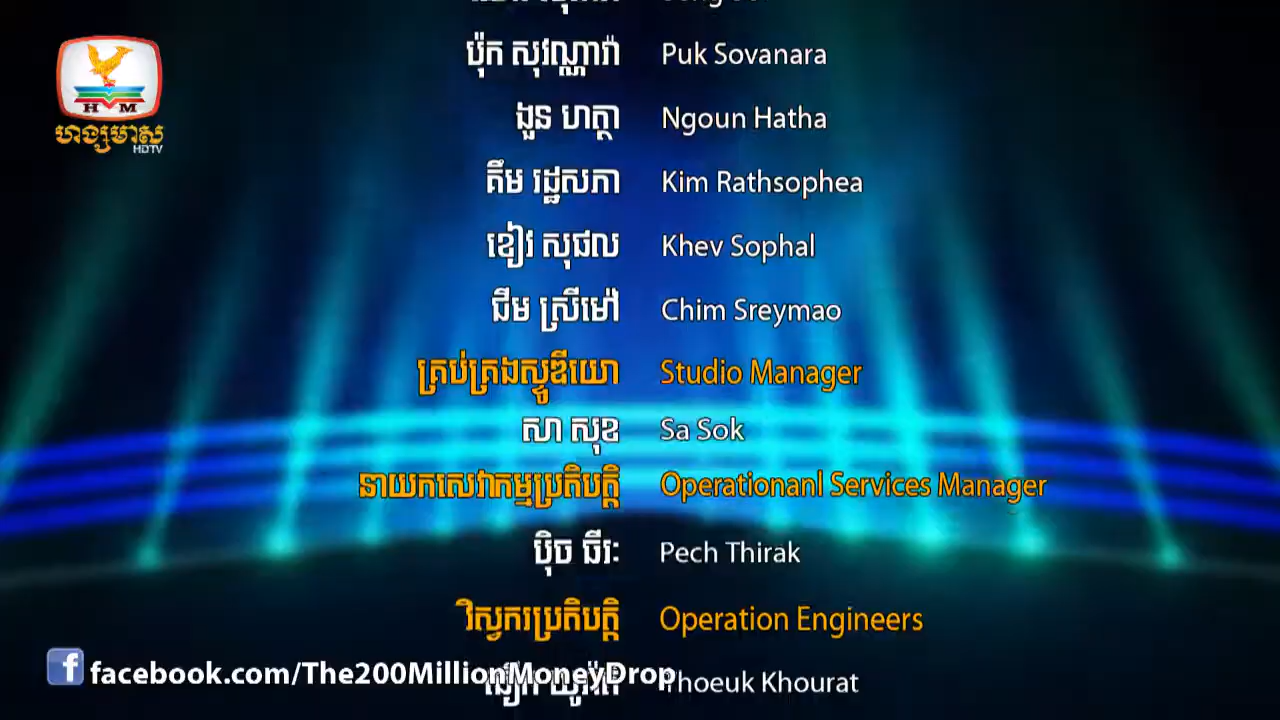 ប៉ុក សុវណ្ណារ៉ា Puk Sovanara
ងួន ហត្ថា Ngoun Hatha
គឹម រដ្ឋសភា Kim Rathsophea
ខៀវ សុផល Khev Sophal
ជឹម ស្រីម៉ៅ Chim Sreymao
គ្រប់គ្រងស្ទូឌីយោ Studio Manager
សា សុខ Sa Sok
នាយកសេវាកម្មប្រតិបត្តិ Operationanl Services Manager
ប៉ិច ធីរៈ Pech Thirak
វិស្វករប្រតិបត្តិ Operation Engineers
Thoeuk Khourat
HM
ហង្សមាស
HDTV
f facebook.com/The200MillionMoneyDrop